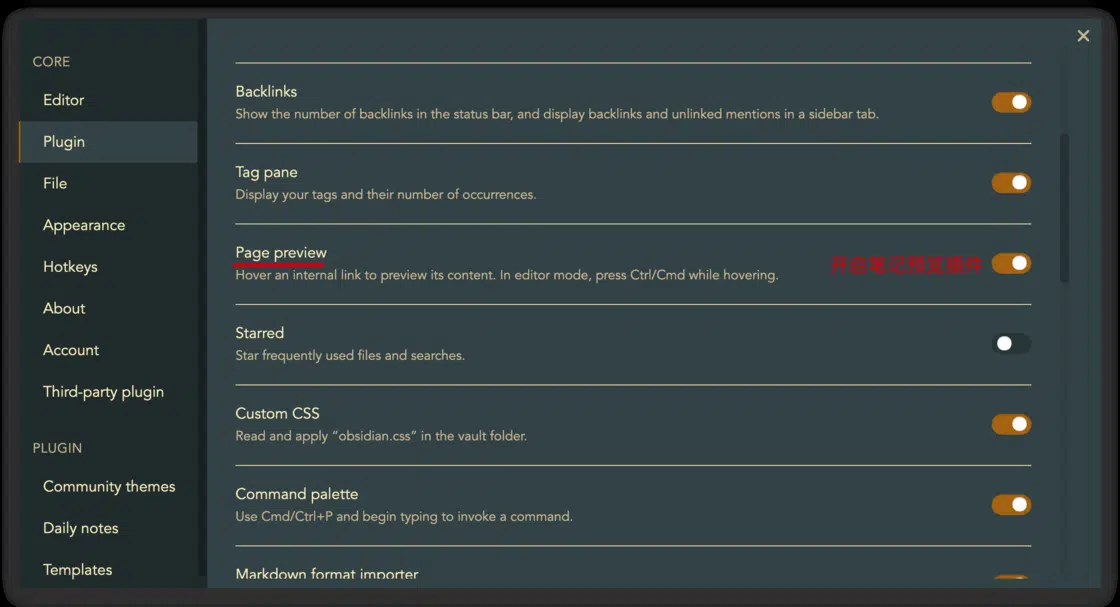 CORE
Editor
Plugin
File
Appearance
Hotkeys
About
Account
Third-party plugin
PLUGIN
Community themes
Daily notes
Templates
Backlinks
Show the number of backlinks in the status bar, and display backlinks and unlinked mentions in a sidebar tab.
Tag pane
Display your tags and their number of occurrences.
Page preview
Hover an internal link to preview its content. In editor mode, press Ctrl/Cmd while hovering.
开启笔记预览插件
Starred
Star frequently used files and searches.
Custom CSS
Read and apply “obsidian.css” in the vault folder.
Command palette
Use Cmd/Ctrl+P and begin typing to invoke a command.
Markdown format importer